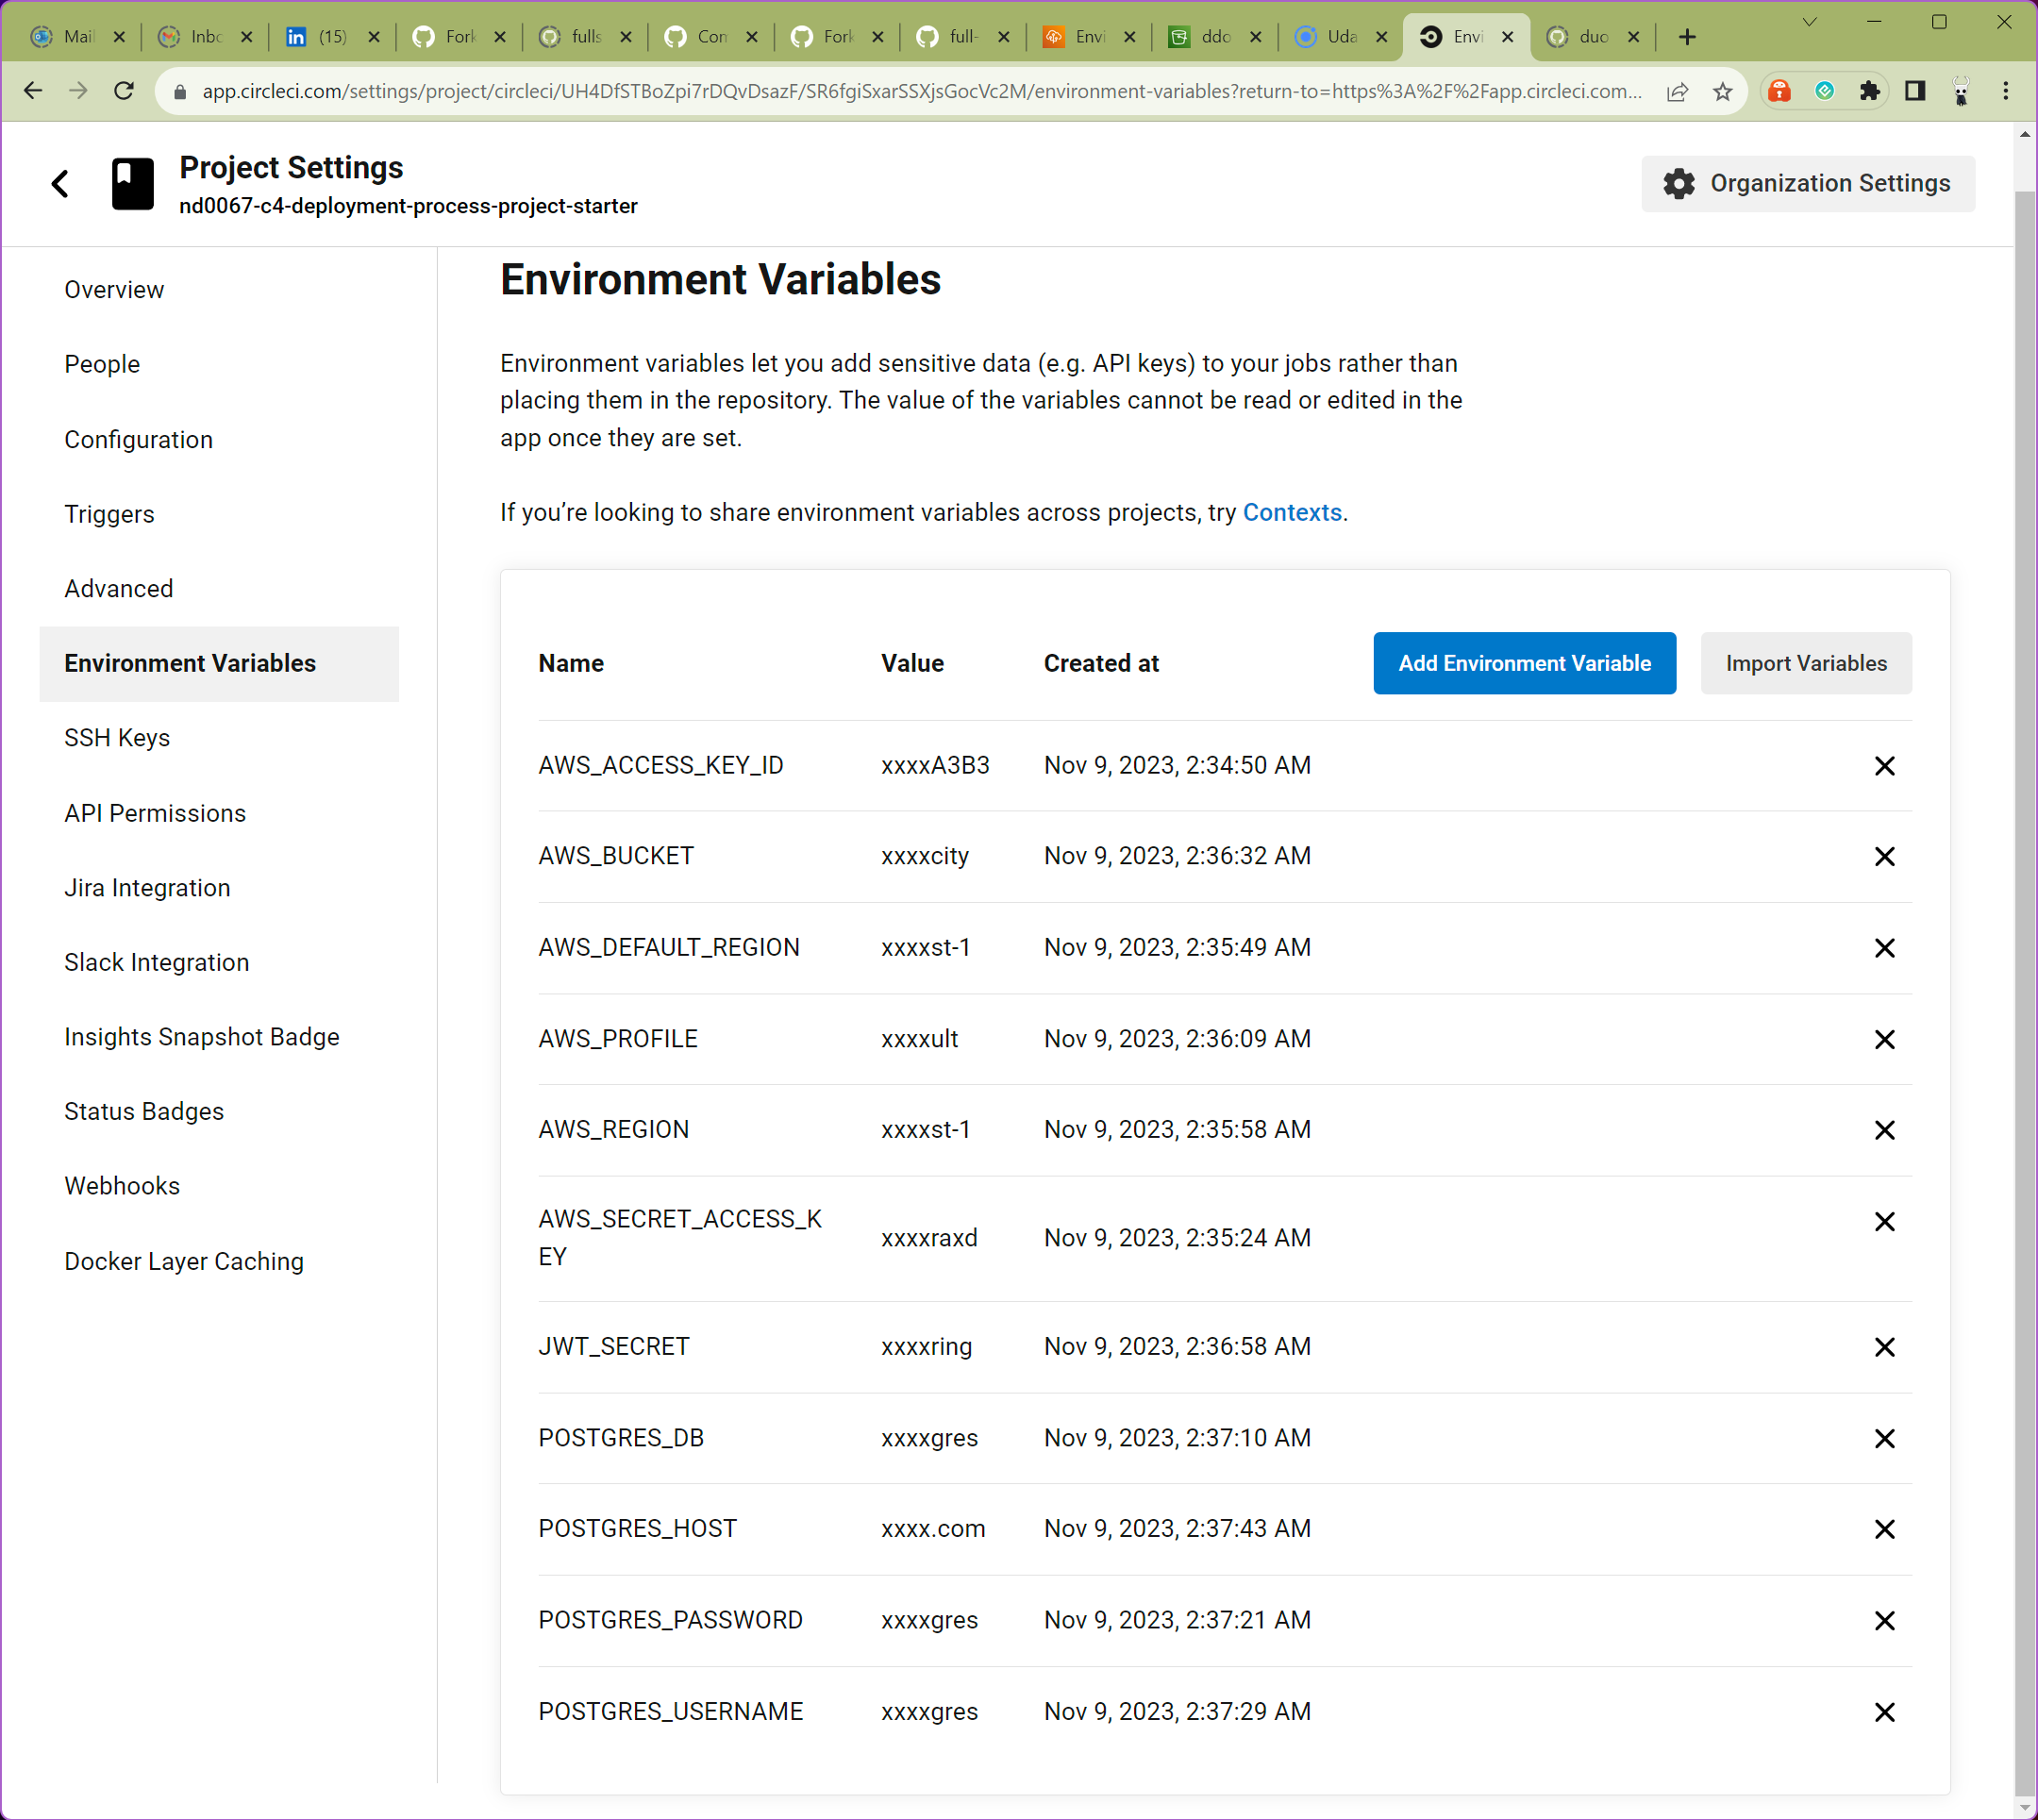 Mail
Inbc
(15)
Fork
fulls
Con
Fork
full-
Envi
ddo
Uda
Envi
duo
app.circleci.com/settings/project/circleci/UH4DfSTBoZpi7rDQvDsazF/SR6fgiSxarSSXjsGocVc2M/environment-variables?return-to=https%3A%2F%2Fapp.circleci.com...
Project Settings
nd0067-c4-deployment-process-project-starter
Organization Settings
Overview
People
Configuration
Triggers
Advanced
Environment Variables
SSH Keys
API Permissions
Jira Integration
Slack Integration
Insights Snapshot Badge
Status Badges
Webhooks
Docker Layer Caching
Environment Variables
Environment variables let you add sensitive data (e.g. API keys) to your jobs rather than
placing them in the repository. The value of the variables cannot be read or edited in the
app once they are set.
If you’re looking to share environment variables across projects, try Contexts.
Name Value Created at Add Environment Variable Import Variables
AWS_ACCESS_KEY_ID xxxxA3B3 Nov 9, 2023, 2:34:50 AM
AWS_BUCKET xxxxcity Nov 9, 2023, 2:36:32 AM
AWS_DEFAULT_REGION xxxxst-1 Nov 9, 2023, 2:35:49 AM
AWS_PROFILE xxxxult Nov 9, 2023, 2:36:09 AM
AWS_REGION xxxxst-1 Nov 9, 2023, 2:35:58 AM
AWS_SECRET_ACCESS_K
EY xxxxraxd Nov 9, 2023, 2:35:24 AM
JWT_SECRET xxxxring Nov 9, 2023, 2:36:58 AM
POSTGRES_DB xxxxgres Nov 9, 2023, 2:37:10 AM
POSTGRES_HOST xxxx.com Nov 9, 2023, 2:37:43 AM
POSTGRES_PASSWORD xxxxgres Nov 9, 2023, 2:37:21 AM
POSTGRES_USERNAME xxxxgres Nov 9, 2023, 2:37:29 AM